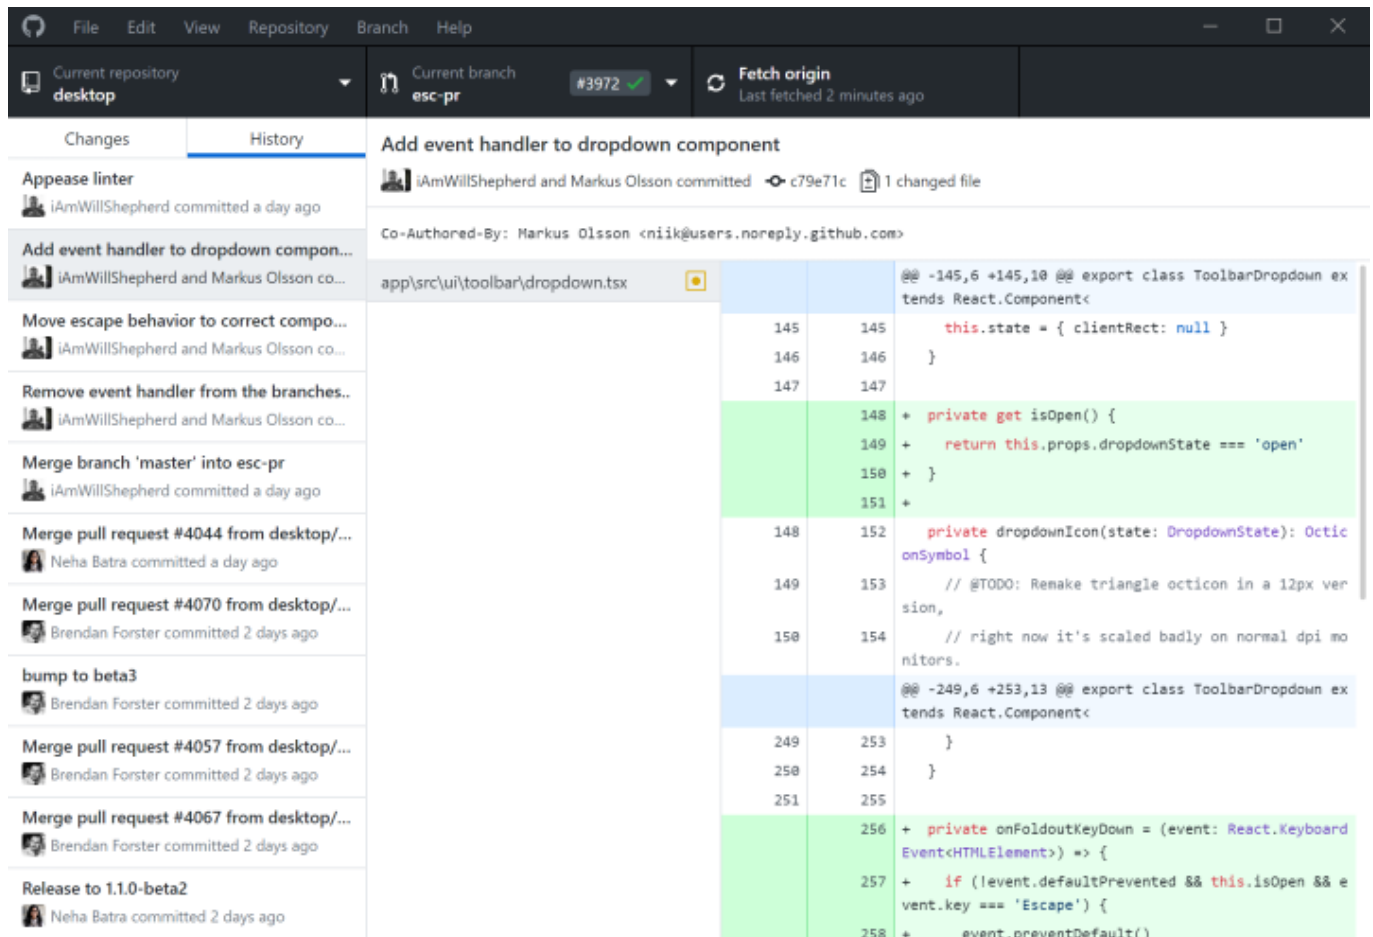 File Edit View Repository Branch Help
Current repository
desktop
Current branch
esc-pr
#3972
Fetch origin
Last fetched 2 minutes ago
Changes
History
Appease linter
iAmWillShepherd committed a day ago
Add event handler to dropdown compon...
iAmWillShepherd and Markus Olsson co...
Move escape behavior to correct compo...
iAmWillShepherd and Markus Olsson co...
Remove event handler from the branches..
iAmWillShepherd and Markus Olsson co...
Merge branch 'master' into esc-pr
iAmWillShepherd committed a day ago
Merge pull request #4044 from desktop/...
Neha Batra committed a day ago
Merge pull request #4070 from desktop/...
Brendan Forster committed 2 days ago
bump to beta3
Brendan Forster committed 2 days ago
Merge pull request #4057 from desktop/...
Brendan Forster committed 2 days ago
Merge pull request #4067 from desktop/...
Brendan Forster committed 2 days ago
Release to 1.1.0-beta2
Neha Batra committed 2 days ago
Add event handler to dropdown component
iAmWillShepherd and Markus Olsson committed c79e71c 1 changed file
Co-Authored-By: Markus Olsson <niik@users.noreply.github.com>
app\src\ui\toolbar\dropdown.tsx
@@ -145,6 +145,10 @@ export class ToolbarDropdown ex
tends React.Component<
145 145 this.state = { clientRect: null }
146 146 }
147 147
148 + private get isOpen() {
149 + return this.props.dropdownState === 'open'
150 + }
151 +
148 152 private dropdownIcon(state: DropdownState): Octic
onSymbol {
149 153 // @TODO: Remake triangle octicon in a 12px ver
sion,
150 154 // right now it's scaled badly on normal dpi mo
nitors.
@@ -249,6 +253,13 @@ export class ToolbarDropdown ex
tends React.Component<
249 253 }
250 254 }
251 255
256 + private onFoldoutKeyDown = (event: React.Keyboard
Event<HTMLElement>) => {
257 + if (!event.defaultPrevented && this.isOpen && e
vent.key === 'Escape') {
258 + event.preventDefault()